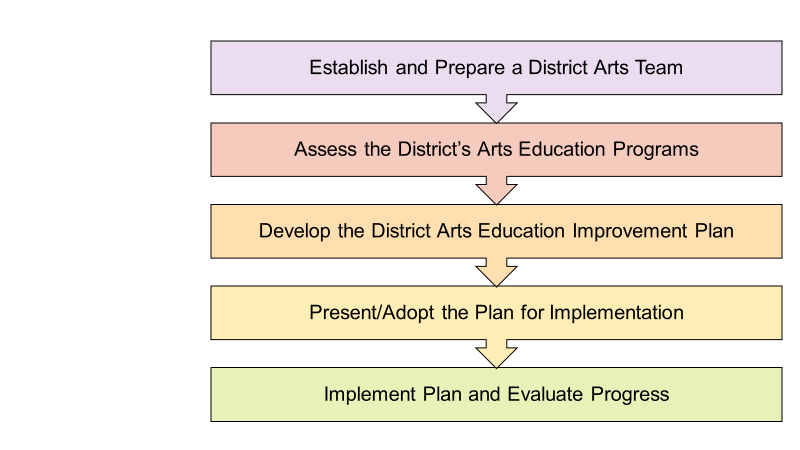 Establish and Prepare a District Arts Team
Assess the District’s Arts Education Programs
Develop the District Arts Education Improvement Plan
Present/Adopt the Plan for Implementation
Implement Plan and Evaluate Progress